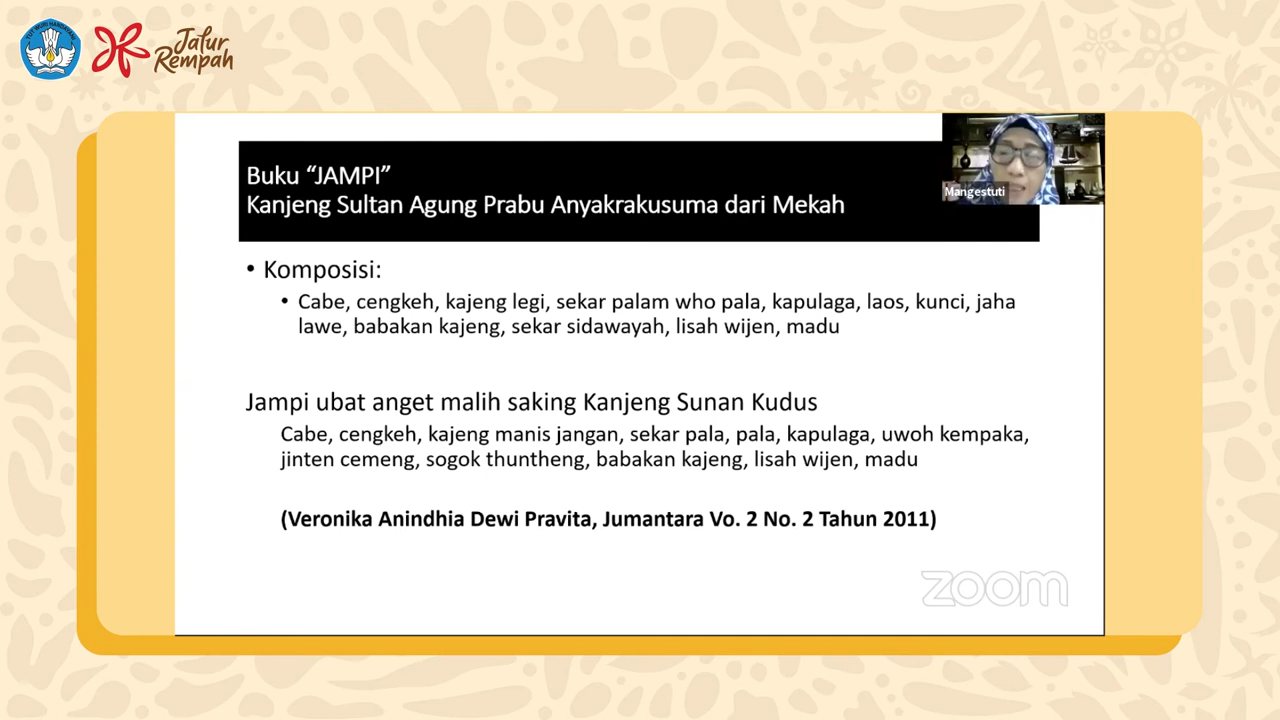 TUT WURI HANDAYANI
Jalur
Rempah
Buku “JAMPI”
Kanjeng Sultan Agung Prabu Anyakrakusuma dari Mekah
Mangestuti
• Komposisi:
• Cabe, cengkeh, kajeng legi, sekar palam who pala, kapulaga, laos, kunci, jaha
lawe, babakan kajeng, sekar sidawayah, lisah wijen, madu
Jampi ubat anget malih saking Kanjeng Sunan Kudus
Cabe, cengkeh, kajeng manis jangan, sekar pala, pala, kapulaga, uwoh kempaka,
jinten cemeng, sogok thuntheng, babakan kajeng, lisah wijen, madu
(Veronika Anindhia Dewi Pravita, Jumantara Vo. 2 No. 2 Tahun 2011)
zoom